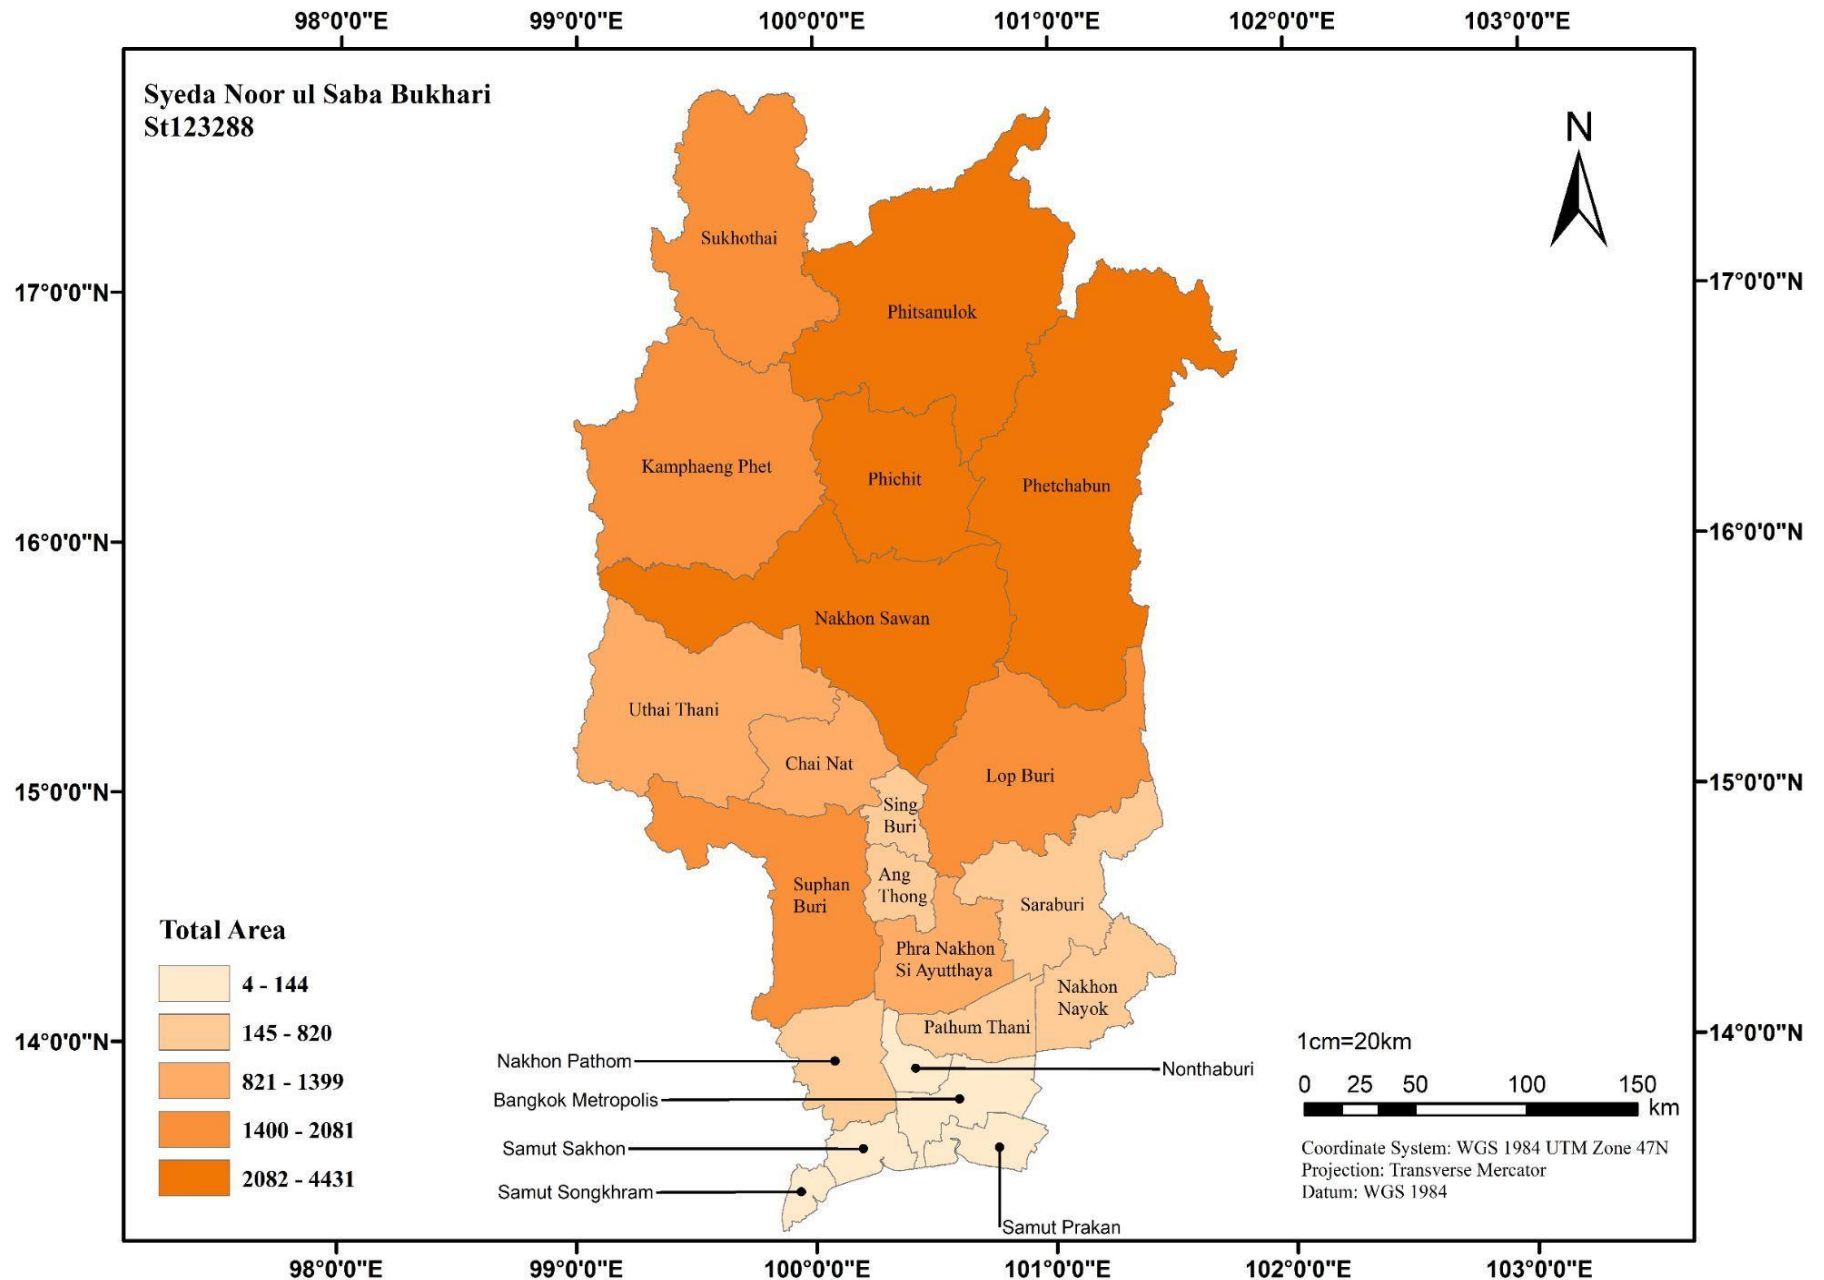 98°0'0"E 99°0'0"E 100°0'0"E 101°0'0"E 102°0'0"E 103°0'0"E
Syeda Noor ul Saba Bukhari
St123288
N
Sukhothai
17°0'0"N
17°0'0"N
Phitsanulok
Kamphaeng Phet
Phichit
Phetchabun
16°0'0"N
16°0'0"N
Nakhon Sawan
Uthai Thani
Chai Nat
Lop Buri
15°0'0"N
15°0'0"N
Sing
Buri
Ang
Thong
Suphan
Buri
Saraburi
Phra Nakhon
Si Ayutthaya
Nakhon
Nayok
Pathum Thani
14°0'0"N
14°0'0"N
Total Area
4 - 144
145 - 820
821 - 1399
1400 - 2081
2082 - 4431
Nakhon Pathom
Nonthaburi
Bangkok Metropolis
Samut Sakhon
Samut Songkhram
Samut Prakan
1cm=20km
0 25 50 100 150
km
Coordinate System: WGS 1984 UTM Zone 47N
Projection: Transverse Mercator
Datum: WGS 1984
98°0'0"E 99°0'0"E 100°0'0"E 101°0'0"E 102°0'0"E 103°0'0"E